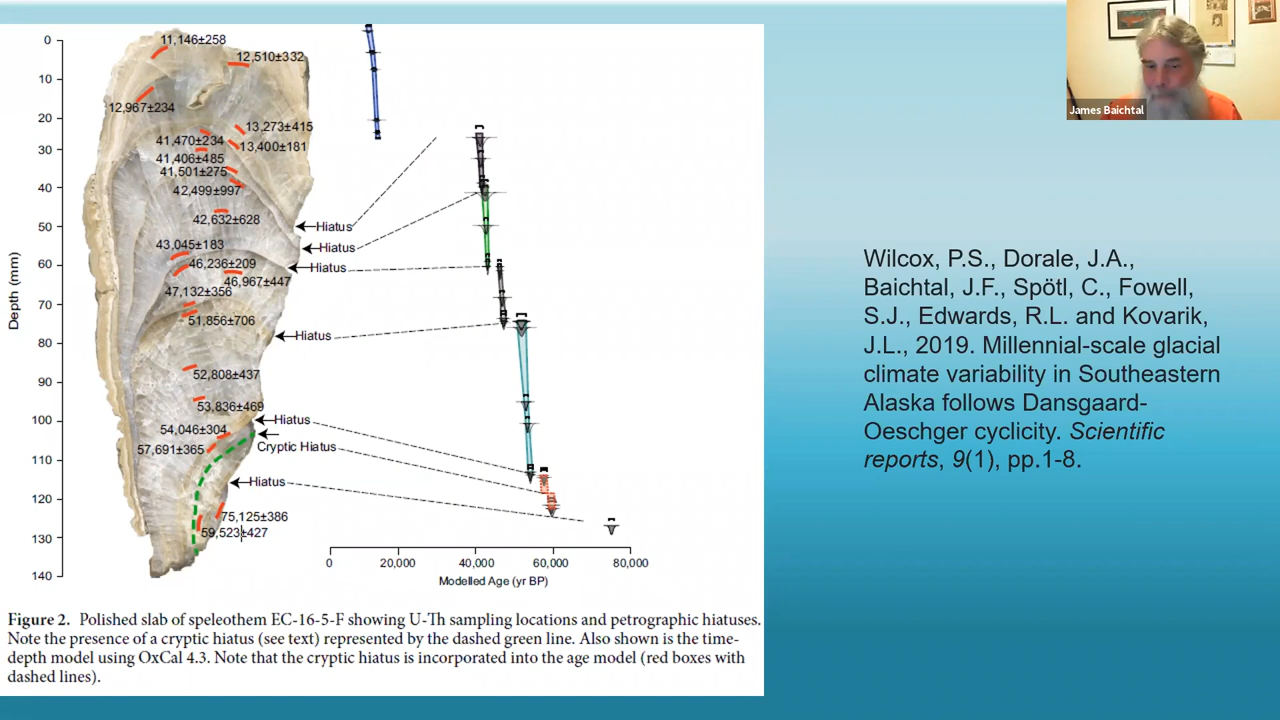 James Baichtal
Depth (mm)
0
10
20
30
40
50
60
70
80
90
100
110
120
130
140
11,146±258
12,510±332
12,967±234
13,273±415
41,470±234
13,400±181
41,406±485
41,501±275
42,499±997
42,632±628
Hiatus
43,045±183
Hiatus
46,236±209
Hiatus
46,967±447
47,132±356
51,856±706
Hiatus
52,808±437
53,836±469
Hiatus
54,046±304
Cryptic Hiatus
57,691±365
Hiatus
75,125±386
59,523±427
0 20,000 40,000 60,000 80,000
Modelled Age (yr BP)
Figure 2. Polished slab of speleothem EC-16-5-F showing U-Th sampling locations and petrographic hiatuses.
Note the presence of a cryptic hiatus (see text) represented by the dashed green line. Also shown is the time-
depth model using OxCal 4.3. Note that the cryptic hiatus is incorporated into the age model (red boxes with
dashed lines).
Wilcox, P.S., Dorale, J.A.,
Baichtal, J.F., Spötl, C., Fowell,
S.J., Edwards, R.L. and Kovarik,
J.L., 2019. Millennial-scale glacial
climate variability in Southeastern
Alaska follows Dansgaard-
Oeschger cyclicity. Scientific
reports, 9(1), pp.1-8.